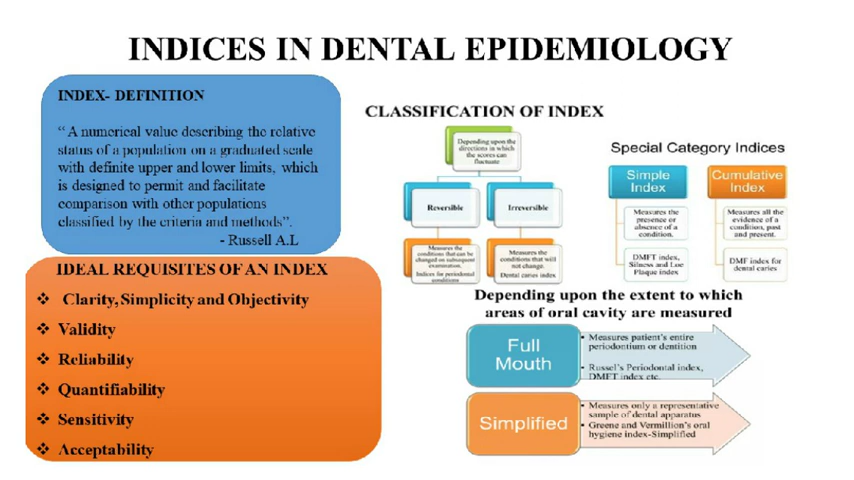 INDICES IN DENTAL EPIDEMIOLOGY
INDEX- DEFINITION
“ A numerical value describing the relative
status of a population on a graduated scale
with definite upper and lower limits, which
is designed to permit and facilitate
comparison with other populations
classified by the criteria and methods”.
- Russell A.L
IDEAL REQUISITES OF AN INDEX
❖ Clarity, Simplicity and Objectivity
❖ Validity
❖ Reliability
❖ Quantifiability
❖ Sensitivity
❖ Acceptability
CLASSIFICATION OF INDEX
Depending upon the
directions in which
the scores can
fluctuate
Reversible
Irreversible
Measures the
conditions that can be
changed on subsequent
examination.
Indices for periodontal
conditions
Measures the
conditions that will
not change.
Dental caries index
Special Category Indices
Simple
Index
Measures the
presence or
absence of a
condition.
DMFT index,
Silness and Loe
Plaque index
Cumulative
Index
Measures all the
evidence of a
condition, past
and present.
DMF index for
dental caries
Depending upon the extent to which
areas of oral cavity are measured
Full
Mouth
• Measures patient's entire
periodontium or dentition
• Russel's Periodontal index,
DMFT index etc.
Simplified
• Measures only a representative
sample of dental apparatus
• Greene and Vermillion's oral
hygiene index-Simplified